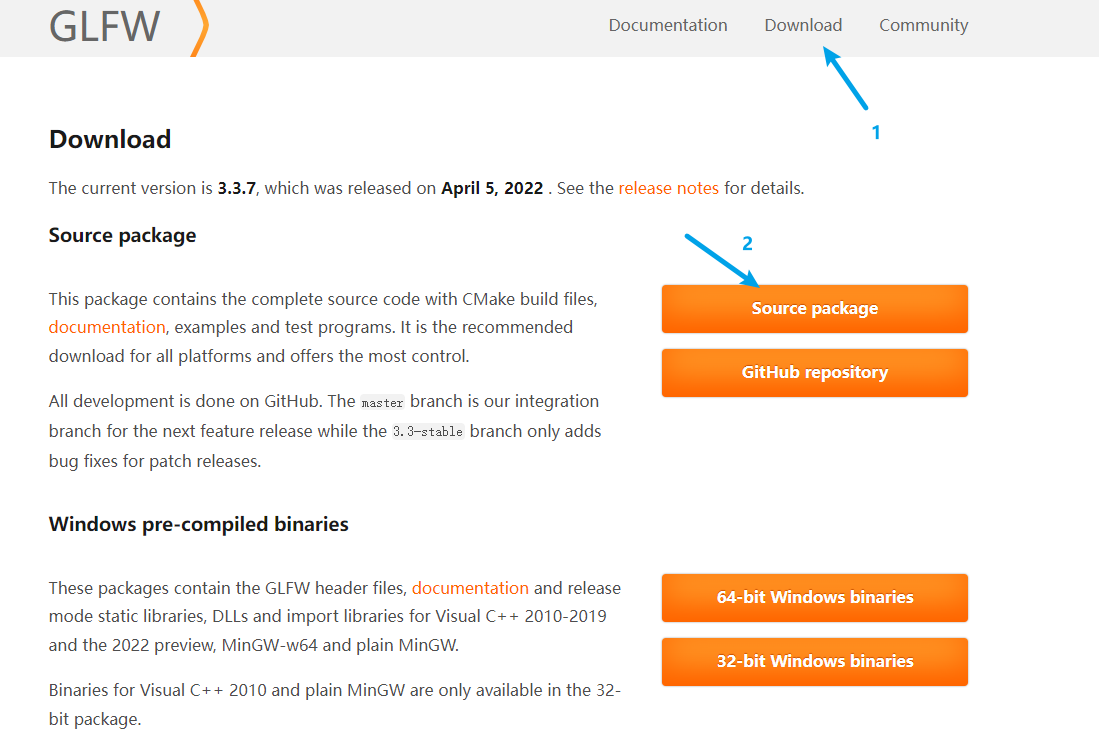 GLFW
Documentation
Download
Community
1
Download
The current version is 3.3.7, which was released on April 5, 2022 . See the release notes for details.
Source package
2
This package contains the complete source code with CMake build files,
documentation, examples and test programs. It is the recommended
download for all platforms and offers the most control.
Source package
GitHub repository
All development is done on GitHub. The master branch is our integration
branch for the next feature release while the 3.3-stable branch only adds
bug fixes for patch releases.
Windows pre-compiled binaries
These packages contain the GLFW header files, documentation and release
mode static libraries, DLLs and import libraries for Visual C++ 2010-2019
and the 2022 preview, MinGW-w64 and plain MinGW.
64-bit Windows binaries
32-bit Windows binaries
Binaries for Visual C++ 2010 and plain MinGW are only available in the 32-
bit package.